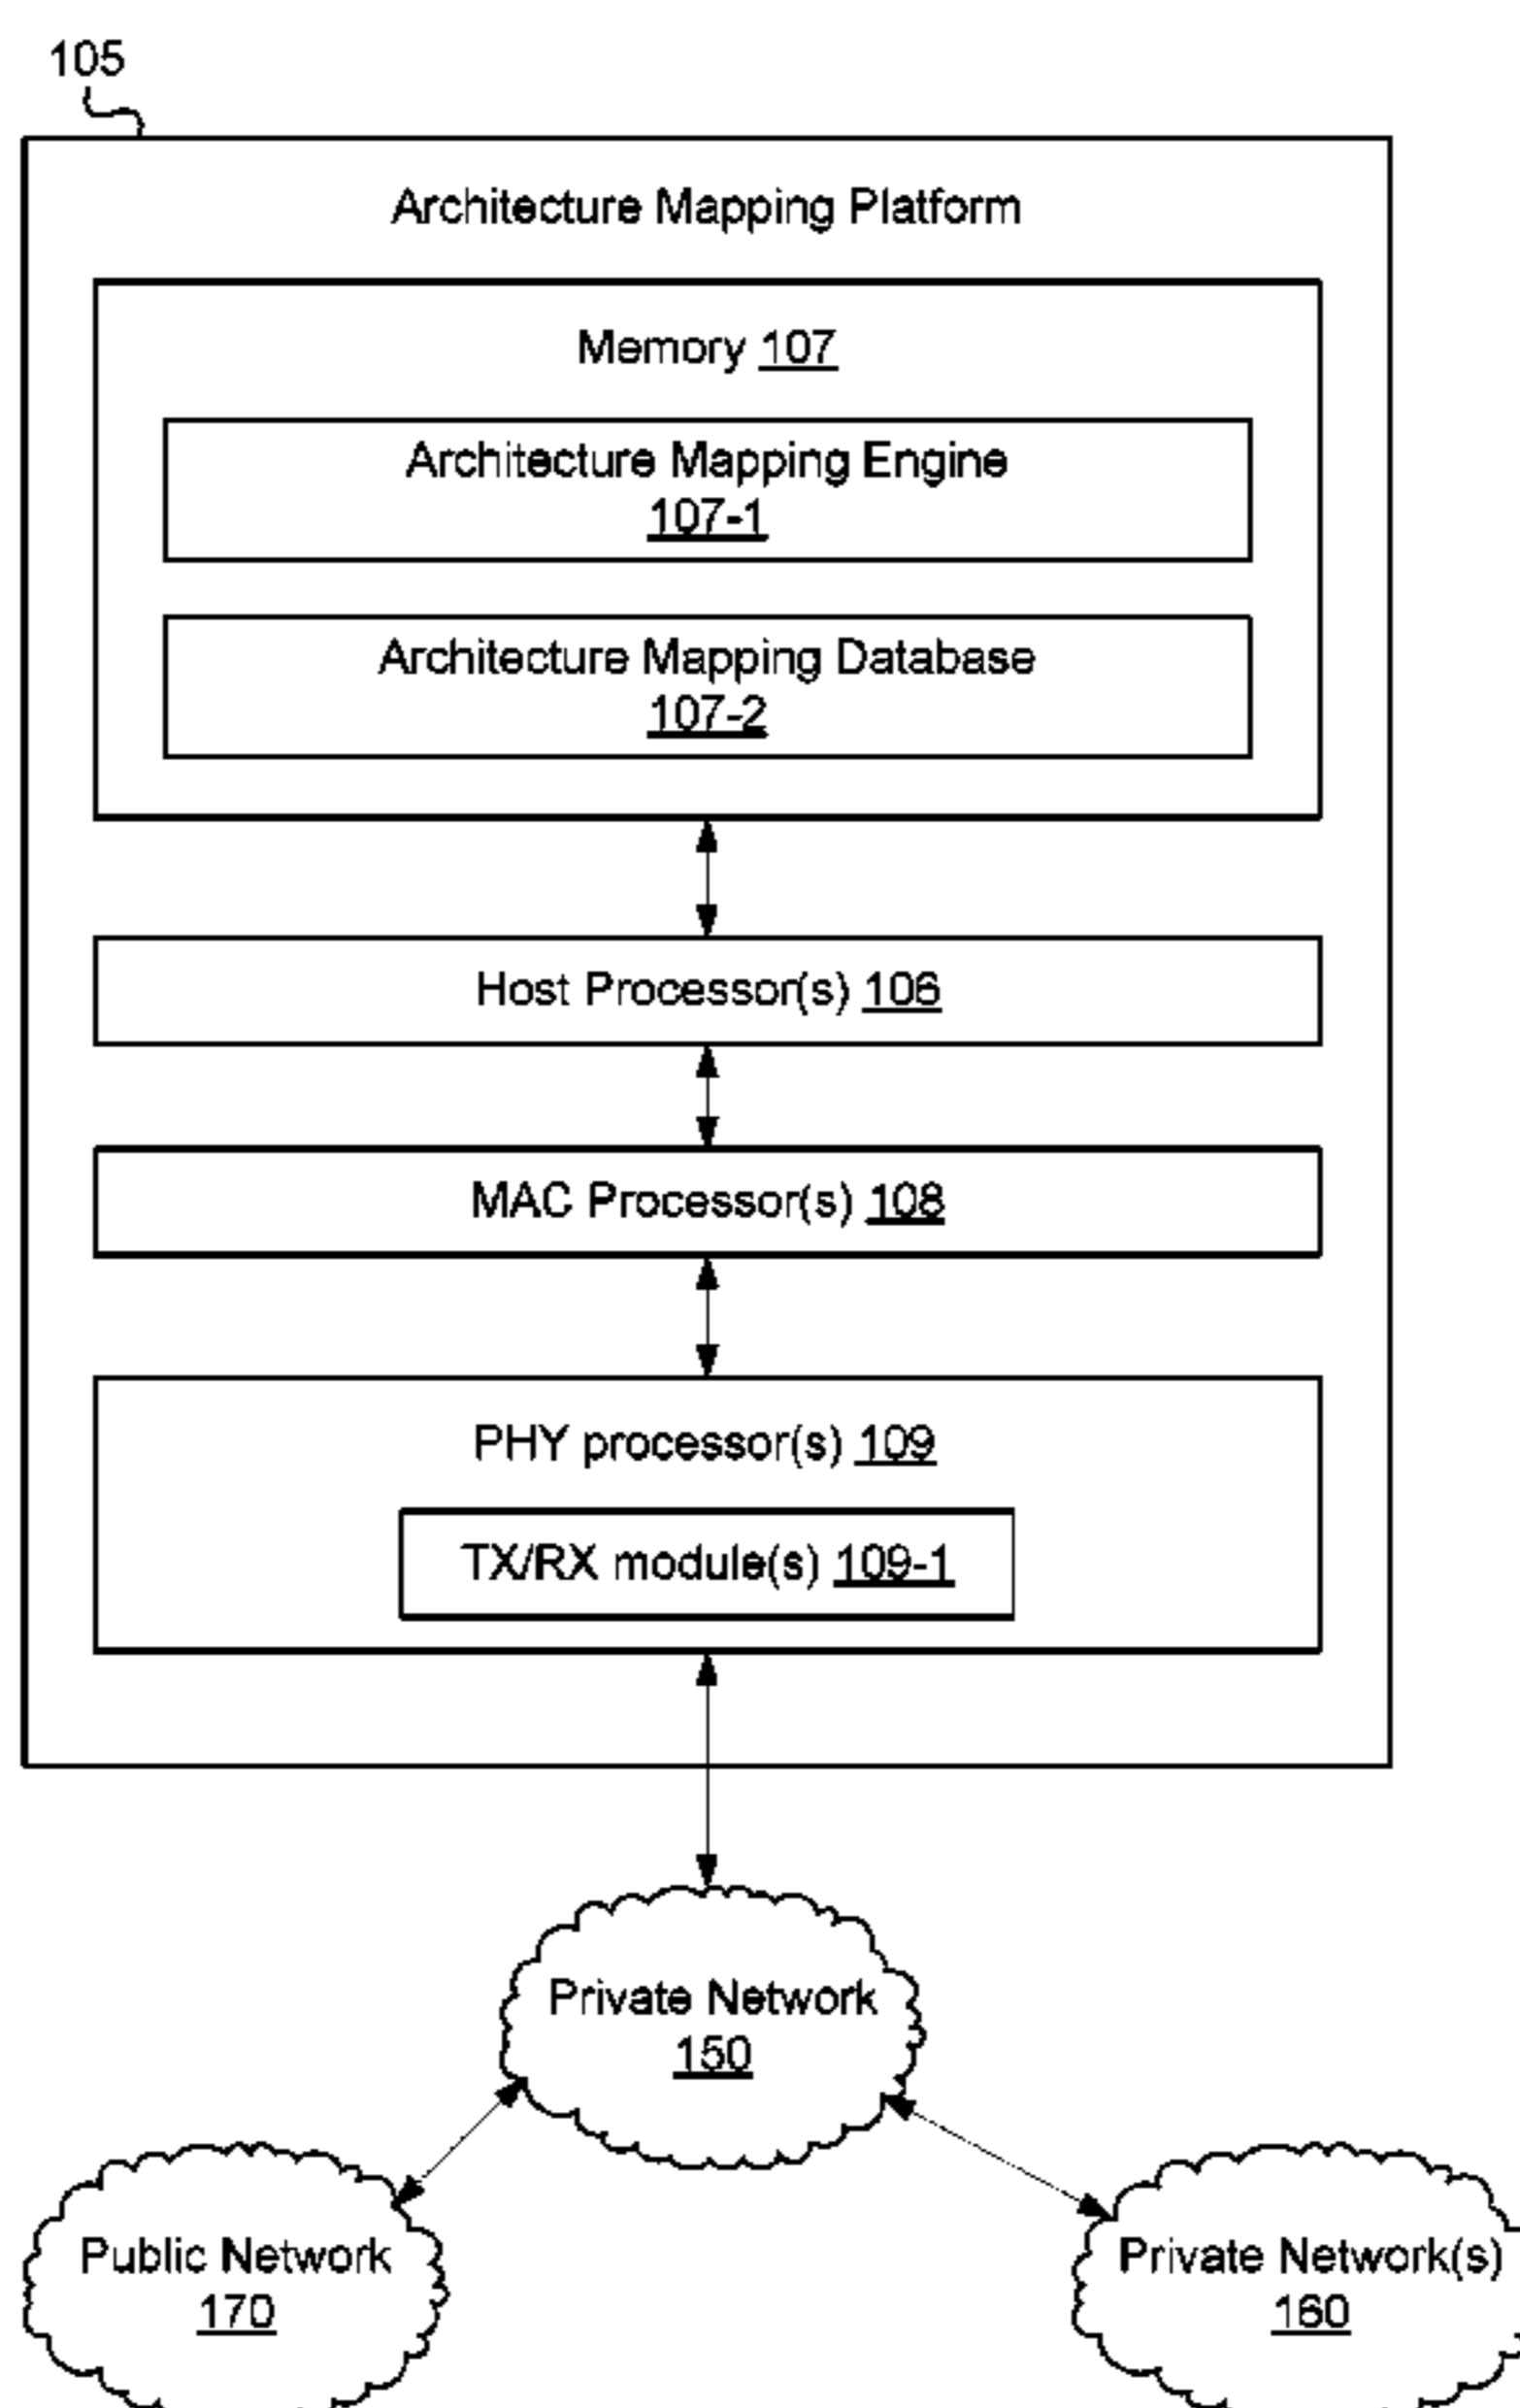 105
Architecture Mapping Platform
Memory 107
Architecture Mapping Engine
107-1
Architecture Mapping Database
107-2
Host Processor(s) 106
MAC Processor(s) 108
PHY processor(s) 109
TX/RX module(s) 109-1
Private Network
150
Public Network
170
Private Network(s)
160